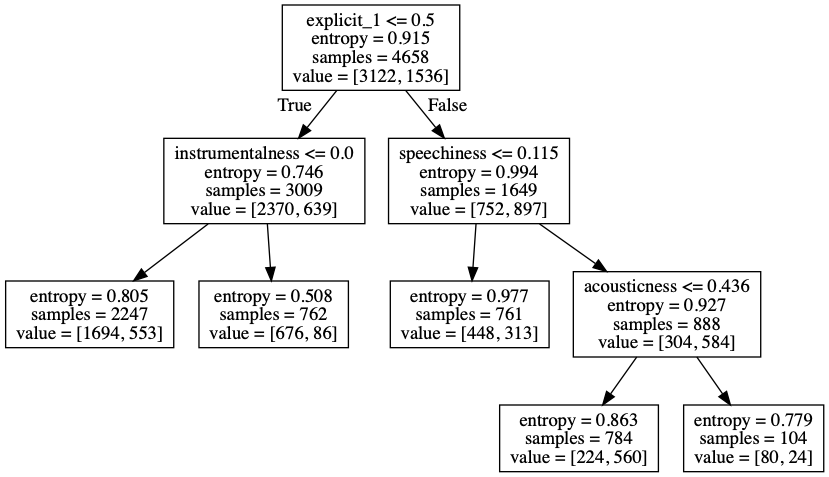 explicit_1 <= 0.5
entropy = 0.915
samples = 4658
value = [3122, 1536]
True
False
instrumentalness <= 0.0
entropy = 0.746
samples = 3009
value = [2370, 639]
speechiness <= 0.115
entropy = 0.994
samples = 1649
value = [752, 897]
entropy = 0.805
samples = 2247
value = [1694, 553]
entropy = 0.508
samples = 762
value = [676, 86]
entropy = 0.977
samples = 761
value = [448, 313]
acousticness <= 0.436
entropy = 0.927
samples = 888
value = [304, 584]
entropy = 0.863
samples = 784
value = [224, 560]
entropy = 0.779
samples = 104
value = [80, 24]